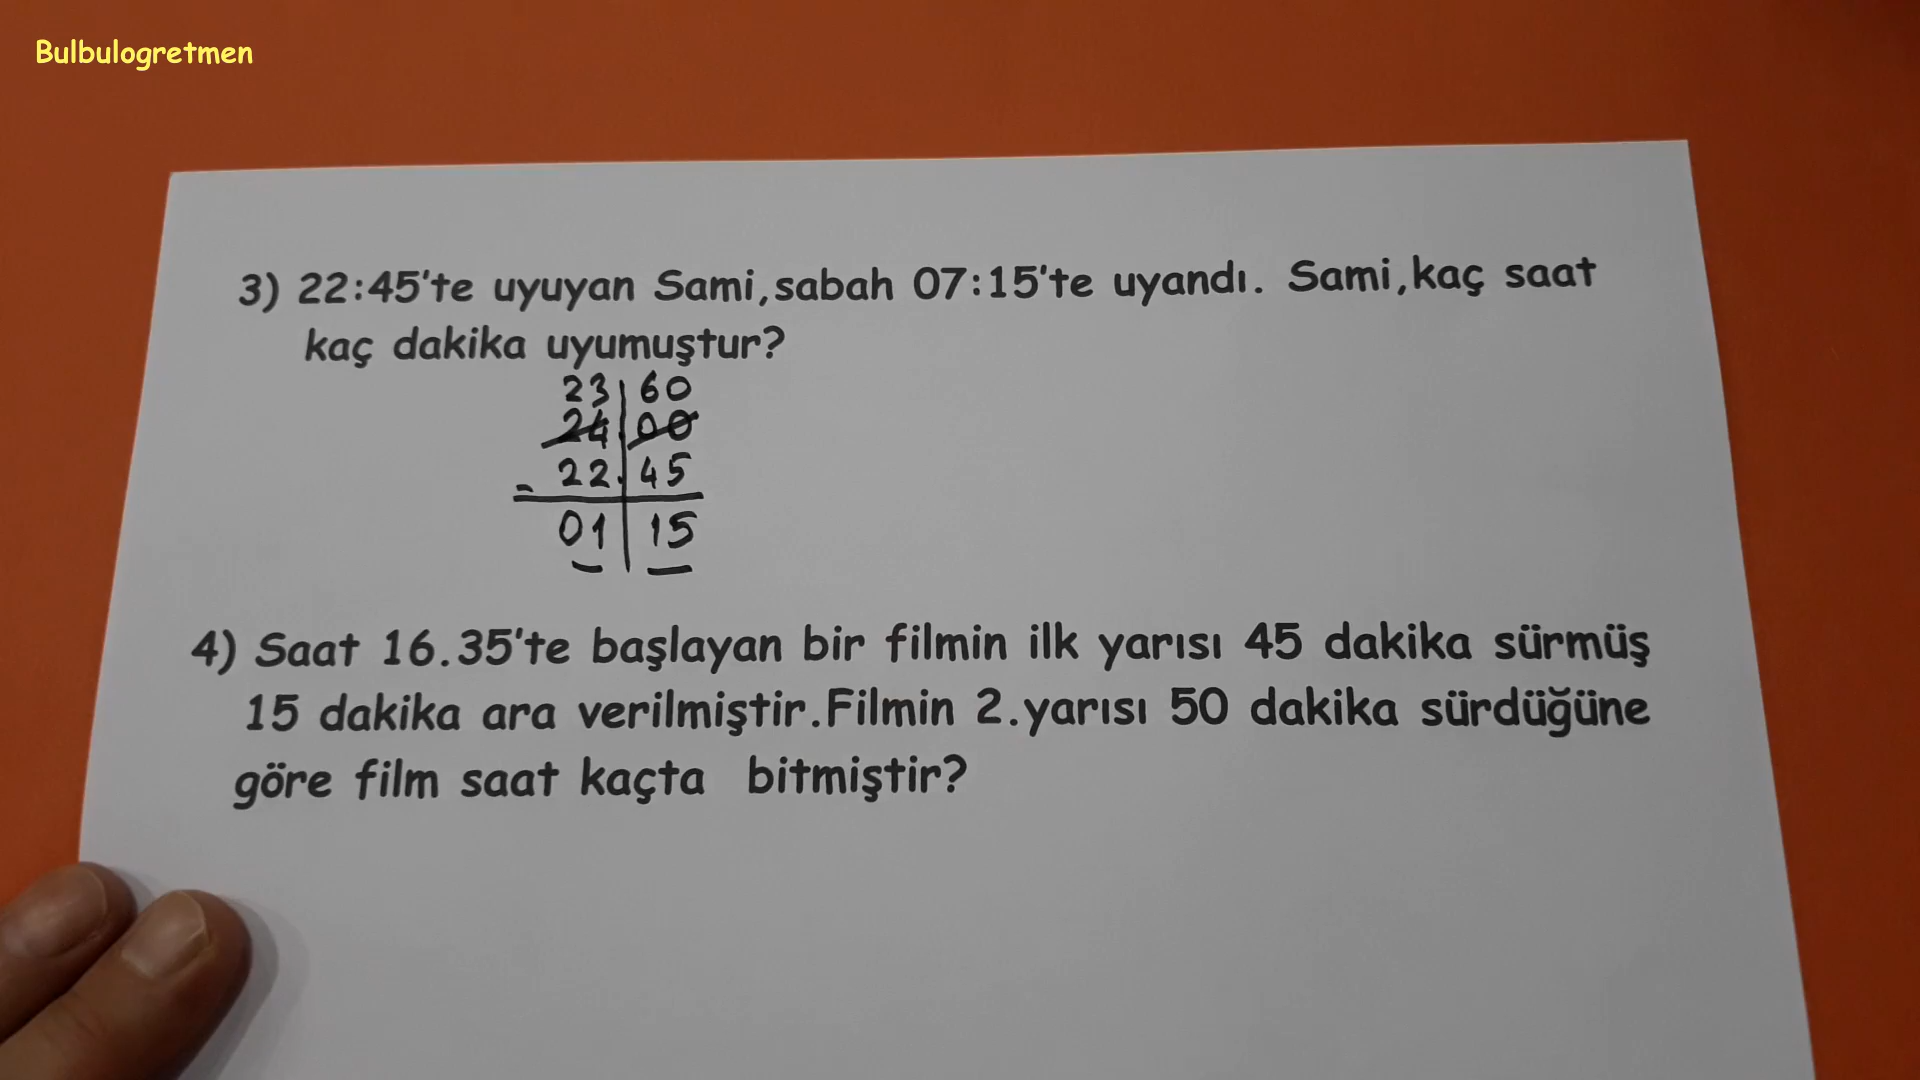 Bulbulogretmen
3) 22:45'te uyuyan Sami,sabah 07:15'te uyandı. Sami,kaç saat
kaç dakika uyumuştur?
23 60
24.00
- 22.45
01 15
4) Saat 16.35'te başlayan bir filmin ilk yarısı 45 dakika sürmüş
15 dakika ara verilmiştir.Filmin 2.yarısı 50 dakika sürdüğüne
göre film saat kaçta bitmiştir?